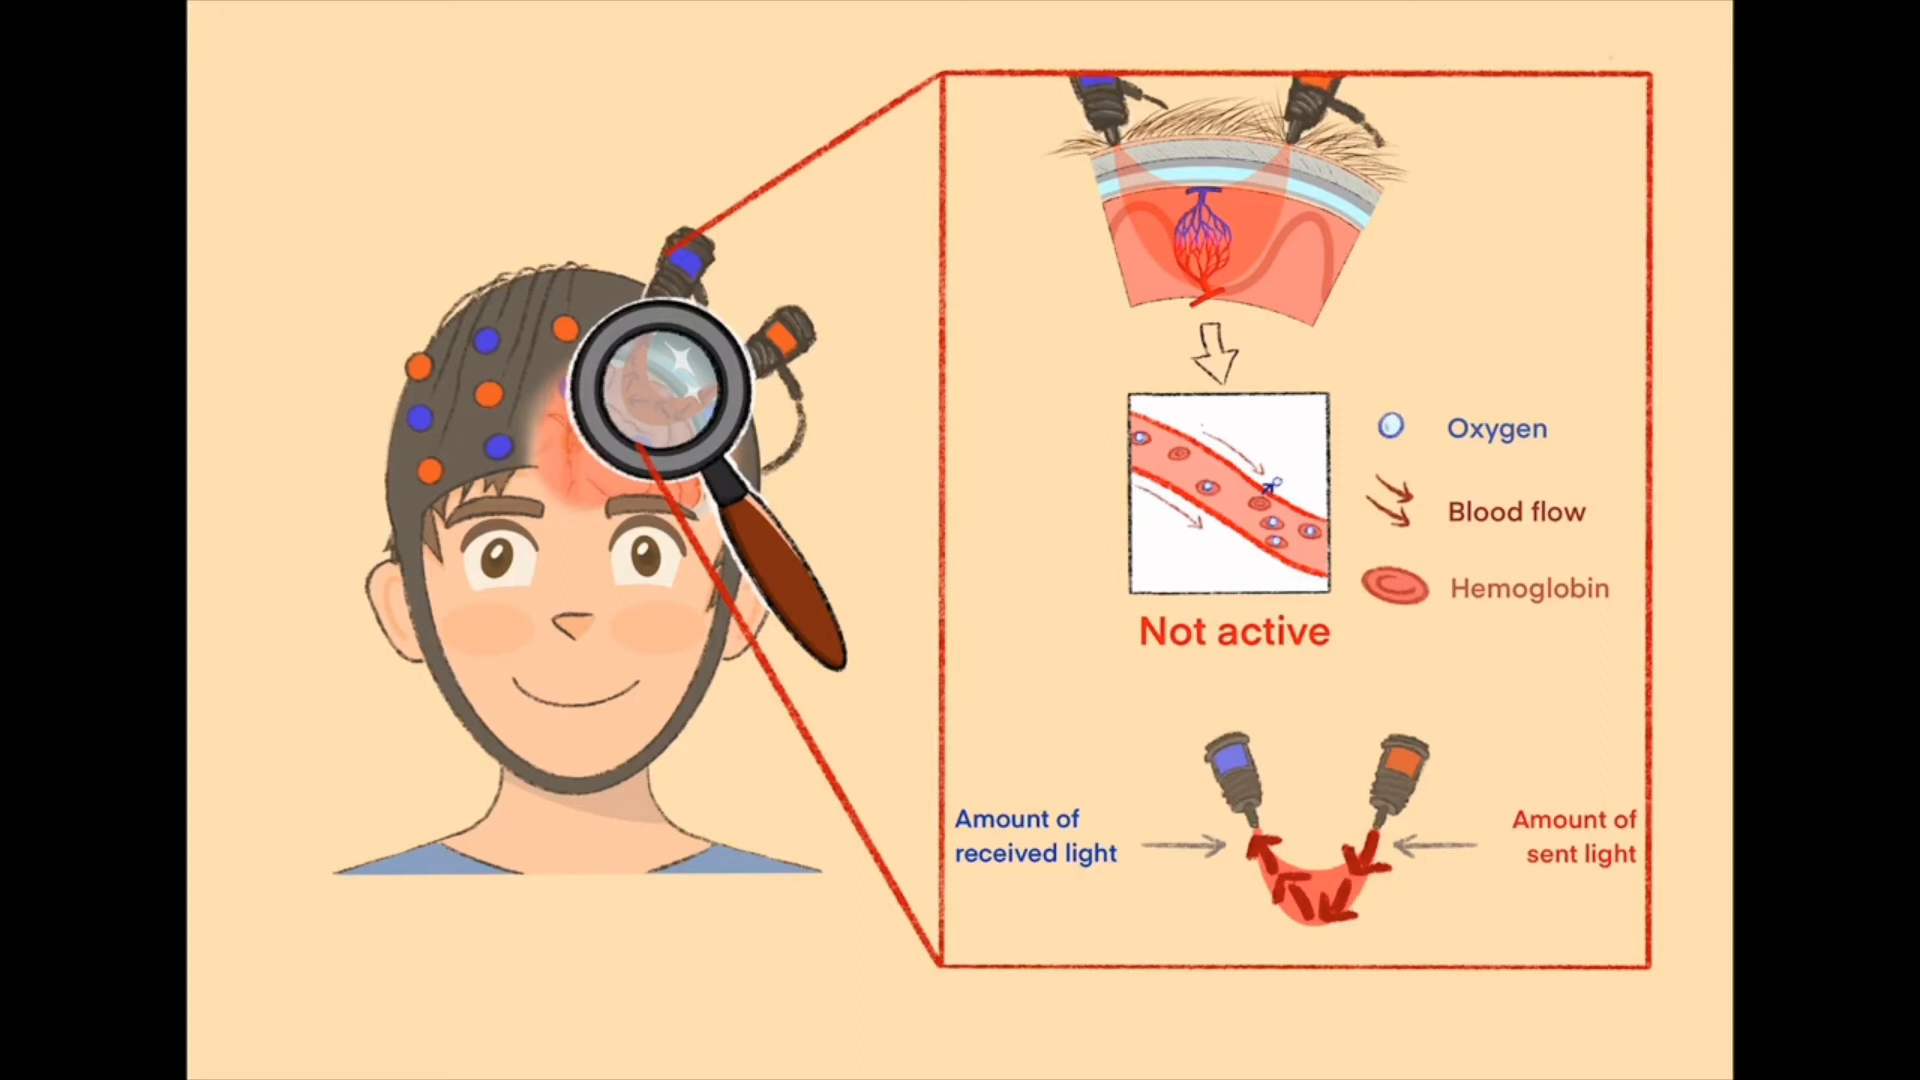 Oxygen
Blood flow
Hemoglobin
Not active
Amount of
received light
Amount of
sent light